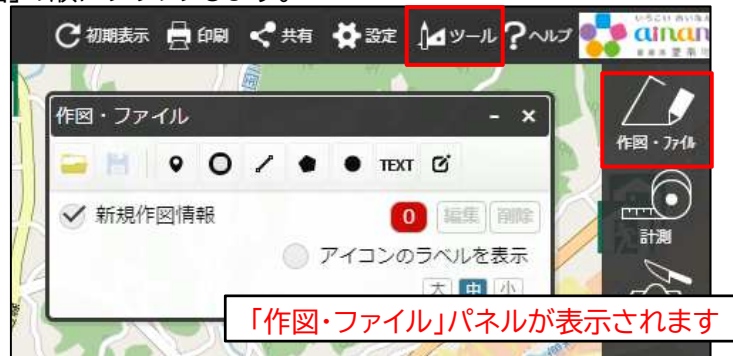 初期表示 印刷 共有 設定 ツール ?ヘルプ ainan
作図・ファイル - ×
作図・ファイル
TEXT
新規作図情報 0 編集 削除
計測
アイコンのラベルを表示
大 中 小
「作図・ファイル」パネルが表示されます